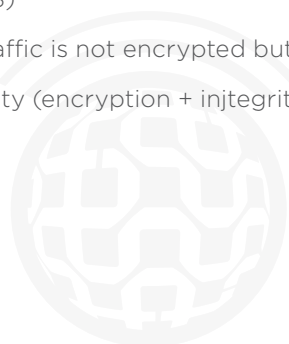 )
affic is not encrypted but
ty (encryption + injtegrit